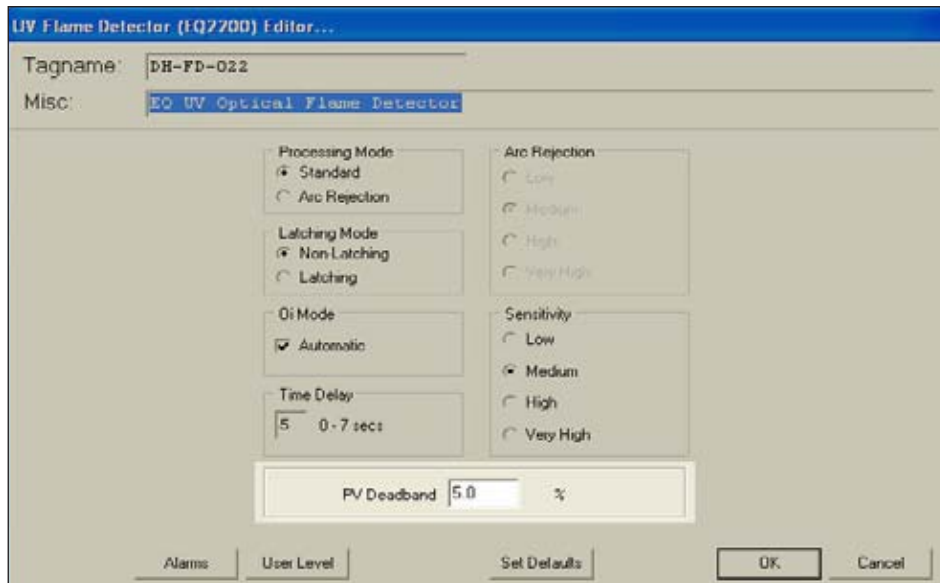 UV Flame Detector (EQ2200) Editor...
Tagname: DH-FD-022
Misc: EQ UV Optical Flame Detector
Processing Mode
Standard
Arc Rejection
Latching Mode
Non-Latching
Latching
Oi Mode
Automatic
Time Delay
5 0 - 7 secs
Arc Rejection
Low
Medium
High
Very High
Sensitivity
Low
Medium
High
Very High
PV Deadband 5.0 %
Alarms User Level Set Defaults OK Cancel